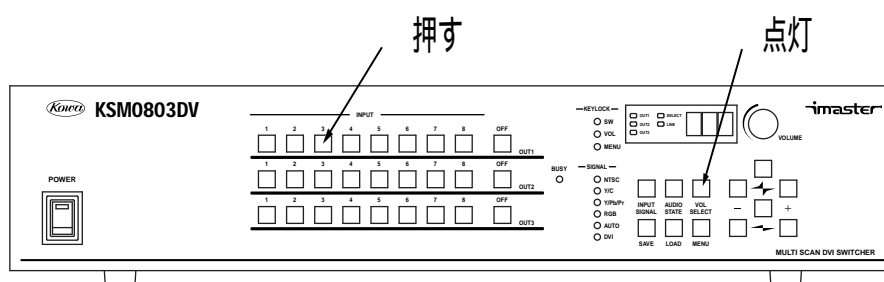 押す
点灯
Kowa KSM0803DV
INPUT
1 2 3 4 5 6 7 8 OFF
OUT1
1 2 3 4 5 6 7 8 OFF
OUT2
1 2 3 4 5 6 7 8 OFF
OUT3
POWER
BUSY
KEYLOCK
SW
VOL
MENU
SIGNAL
NTSC
Y/C
Y/Pb/Pr
RGB
AUTO
DVI
OUT1 SELECT
OUT2 LINE
OUT3
VOLUME
imaster
INPUT SIGNAL
AUDIO STATE
VOL SELECT
SAVE LOAD MENU
− +
MULTI SCAN DVI SWITCHER